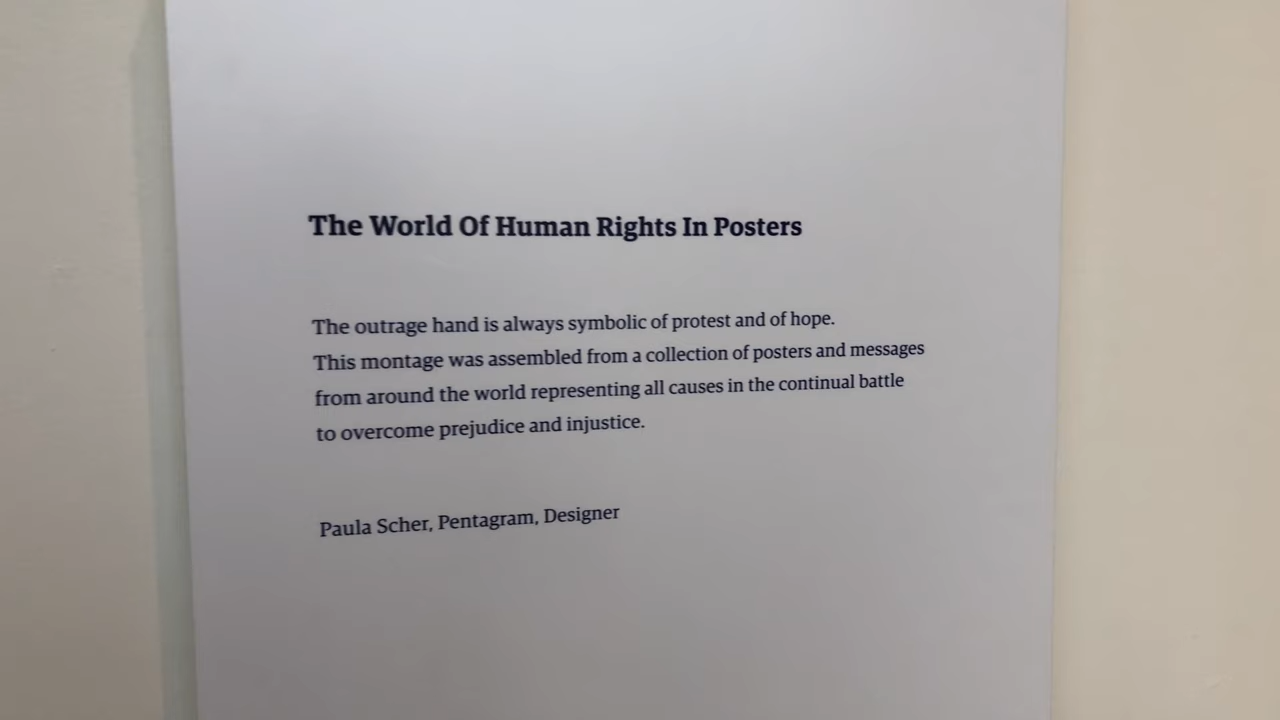 The World Of Human Rights In Posters
The outrage hand is always symbolic of protest and of hope.
This montage was assembled from a collection of posters and messages
from around the world representing all causes in the continual battle
to overcome prejudice and injustice.
Paula Scher, Pentagram, Designer